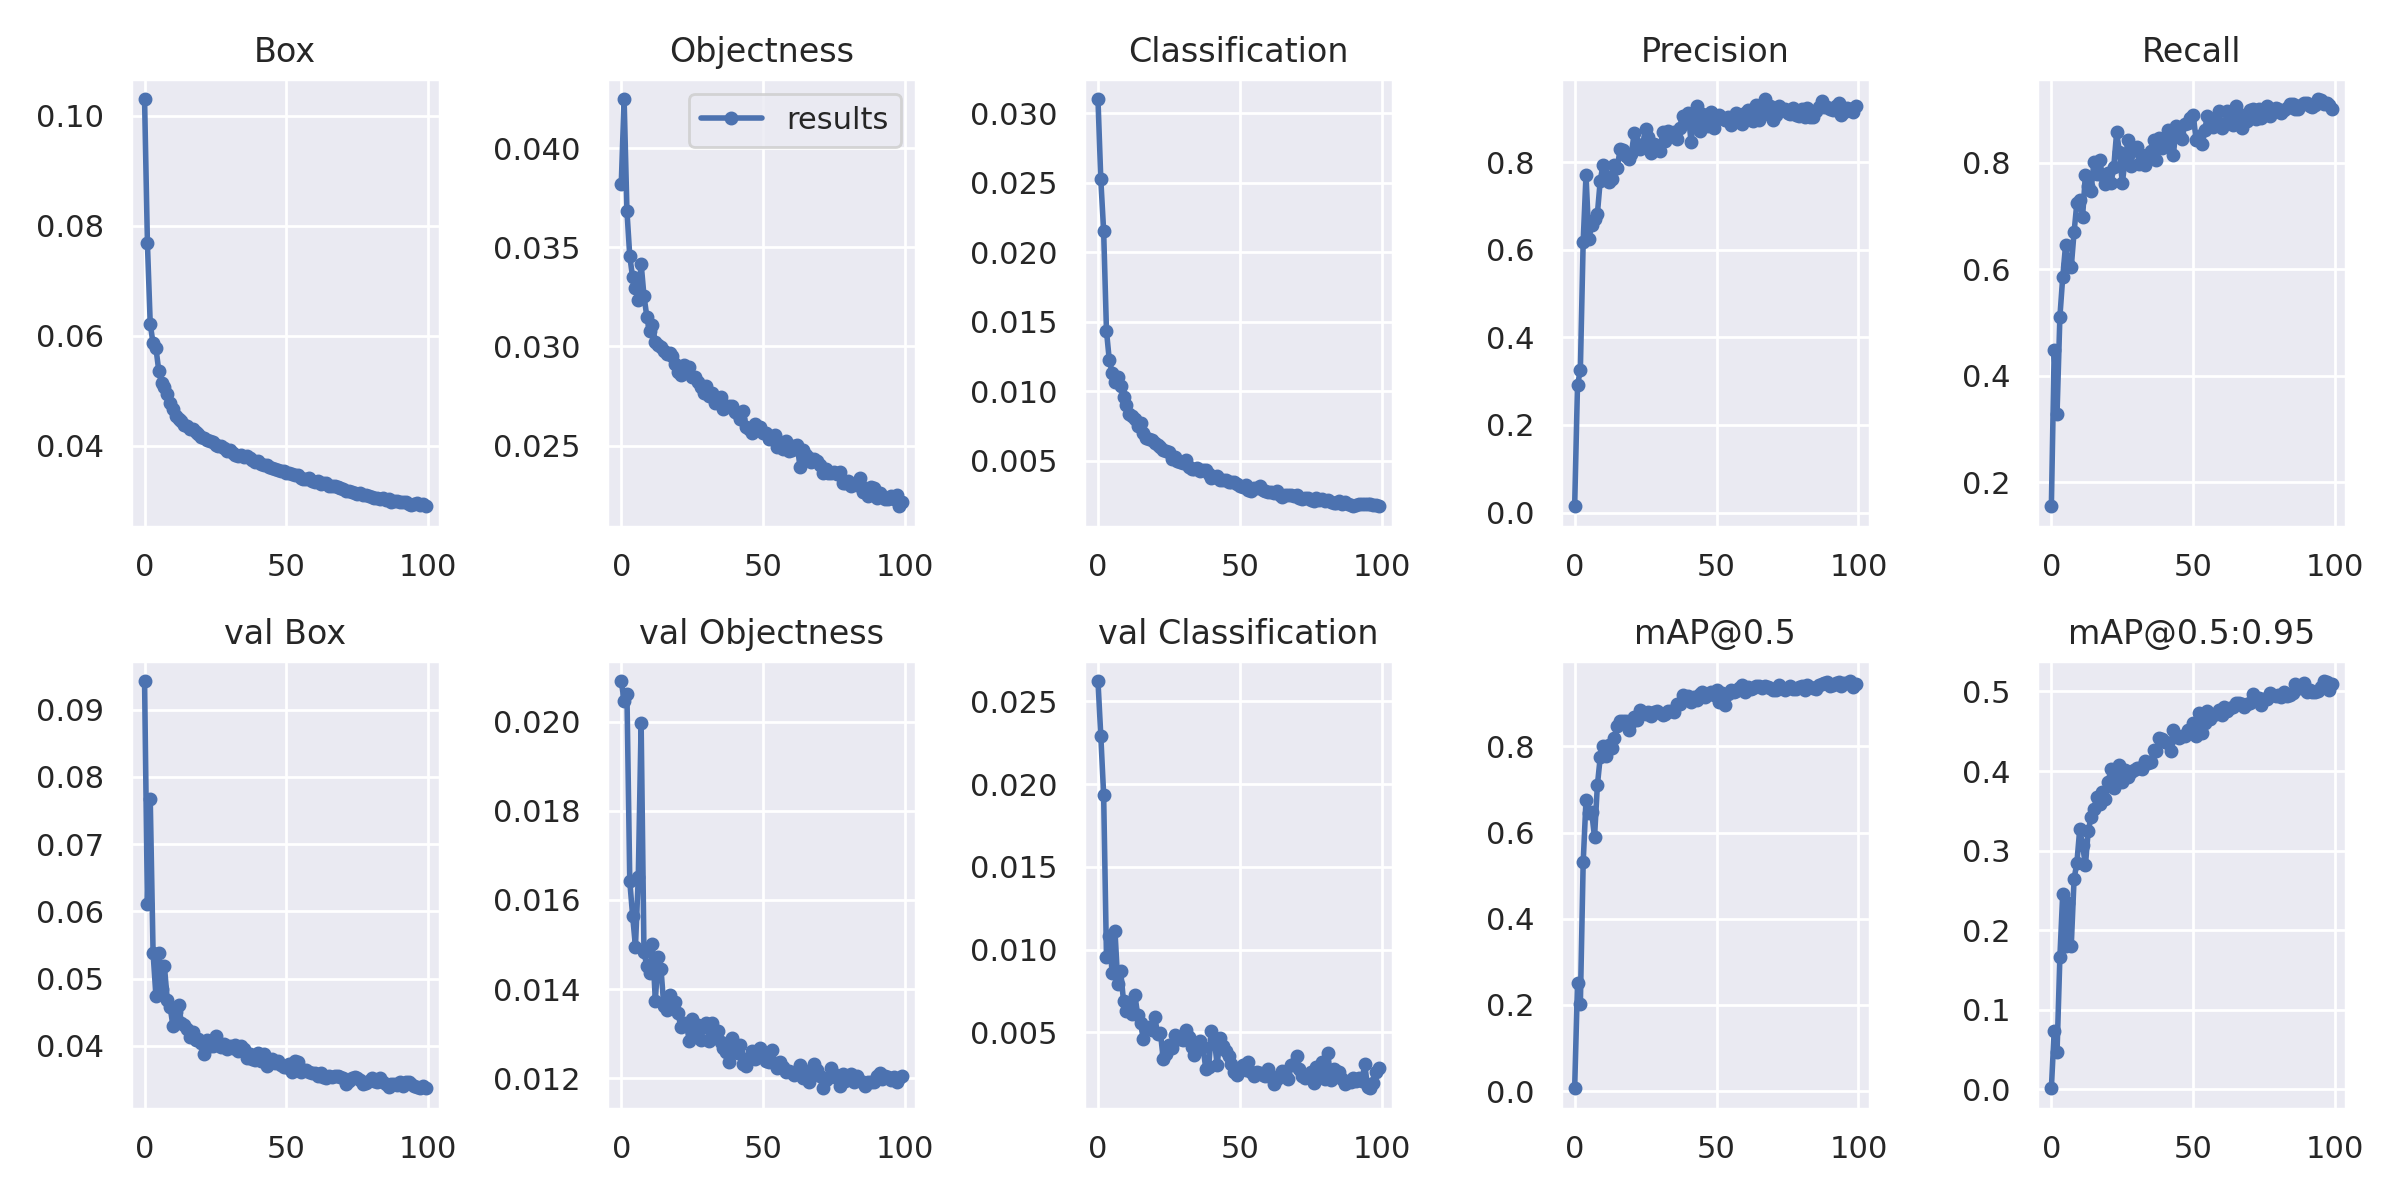 Box
0.10
0.08
0.06
0.04
0 50 100
Objectness
results
0.040
0.035
0.030
0.025
0 50 100
Classification
0.030
0.025
0.020
0.015
0.010
0.005
0 50 100
Precision
0.8
0.6
0.4
0.2
0.0
0 50 100
Recall
0.8
0.6
0.4
0.2
0 50 100
val Box
0.09
0.08
0.07
0.06
0.05
0.04
0 50 100
val Objectness
0.020
0.018
0.016
0.014
0.012
0 50 100
val Classification
0.025
0.020
0.015
0.010
0.005
0 50 100
mAP@0.5
0.8
0.6
0.4
0.2
0.0
0 50 100
mAP@0.5:0.95
0.5
0.4
0.3
0.2
0.1
0.0
0 50 100